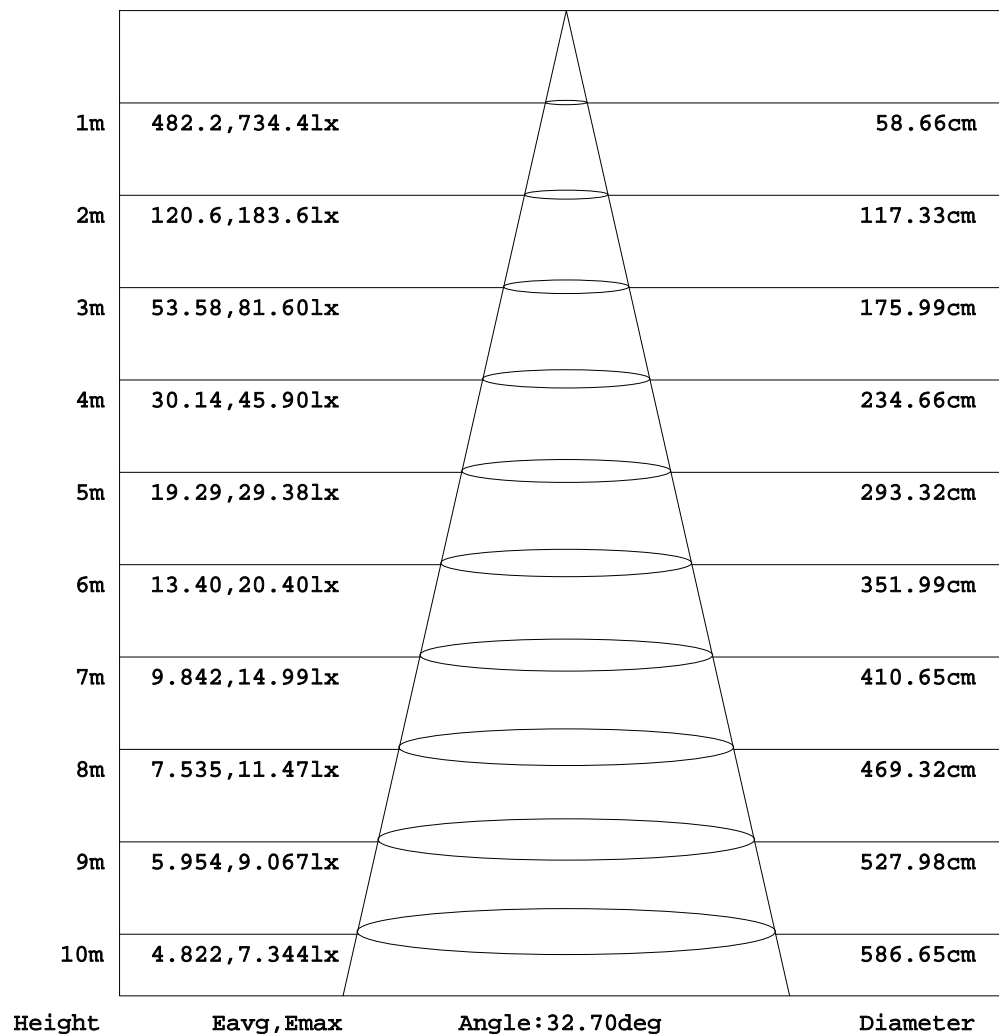 1m 482.2,734.4lx 58.66cm
2m 120.6,183.6lx 117.33cm
3m 53.58,81.60lx 175.99cm
4m 30.14,45.90lx 234.66cm
5m 19.29,29.38lx 293.32cm
6m 13.40,20.40lx 351.99cm
7m 9.842,14.99lx 410.65cm
8m 7.535,11.47lx 469.32cm
9m 5.954,9.067lx 527.98cm
10m 4.822,7.344lx 586.65cm
Height Eavg,Emax Angle:32.70deg Diameter